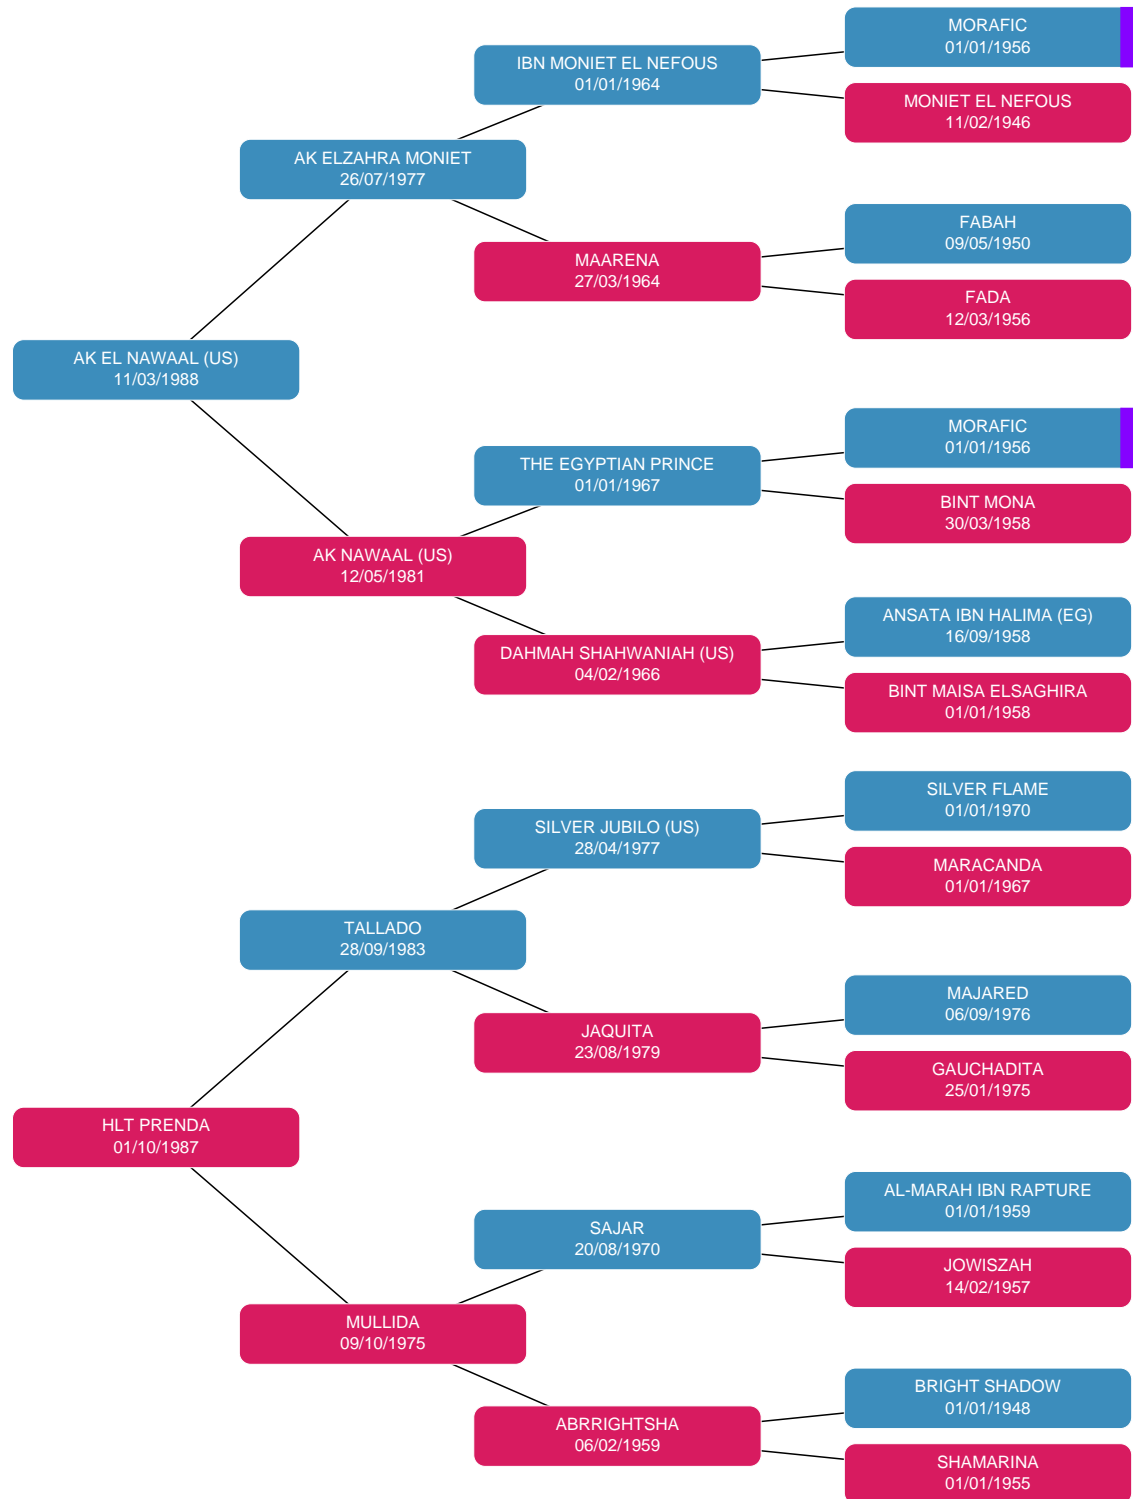 MORAFIC
01/01/1956
IBN MONIET EL NEFOUS
01/01/1964
MONIET EL NEFOUS
11/02/1946
AK ELZAHRA MONIET
26/07/1977
FABAH
09/05/1950
MAARENA
27/03/1964
FADA
12/03/1956
AK EL NAWAAL (US)
11/03/1988
MORAFIC
01/01/1956
THE EGYPTIAN PRINCE
01/01/1967
BINT MONA
30/03/1958
AK NAWAAL (US)
12/05/1981
ANSATA IBN HALIMA (EG)
16/09/1958
DAHMAH SHAHWANIAH (US)
04/02/1966
BINT MAISA ELSAGHIRA
01/01/1958
SILVER FLAME
01/01/1970
SILVER JUBILO (US)
28/04/1977
MARACANDA
01/01/1967
TALLADO
28/09/1983
MAJARED
06/09/1976
JAQUITA
23/08/1979
GAUCHADITA
25/01/1975
HLT PRENDA
01/10/1987
AL-MARAH IBN RAPTURE
01/01/1959
SAJAR
20/08/1970
JOWISZAH
14/02/1957
MULLIDA
09/10/1975
BRIGHT SHADOW
01/01/1948
ABRRIGHTSHA
06/02/1959
SHAMARINA
01/01/1955